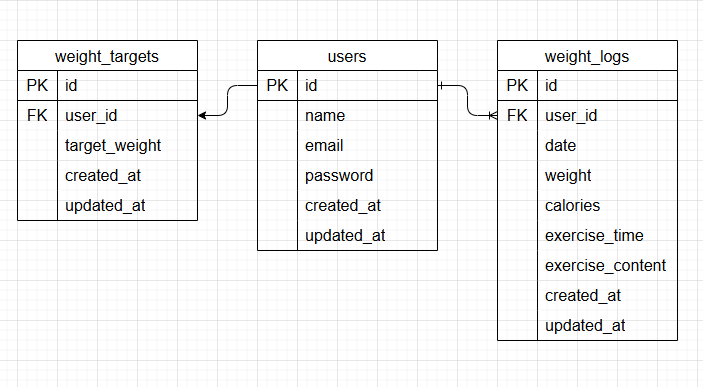 weight_targets
PK id
FK user_id
target_weight
created_at
updated_at
users
PK id
name
email
password
created_at
updated_at
weight_logs
PK id
FK user_id
date
weight
calories
exercise_time
exercise_content
created_at
updated_at